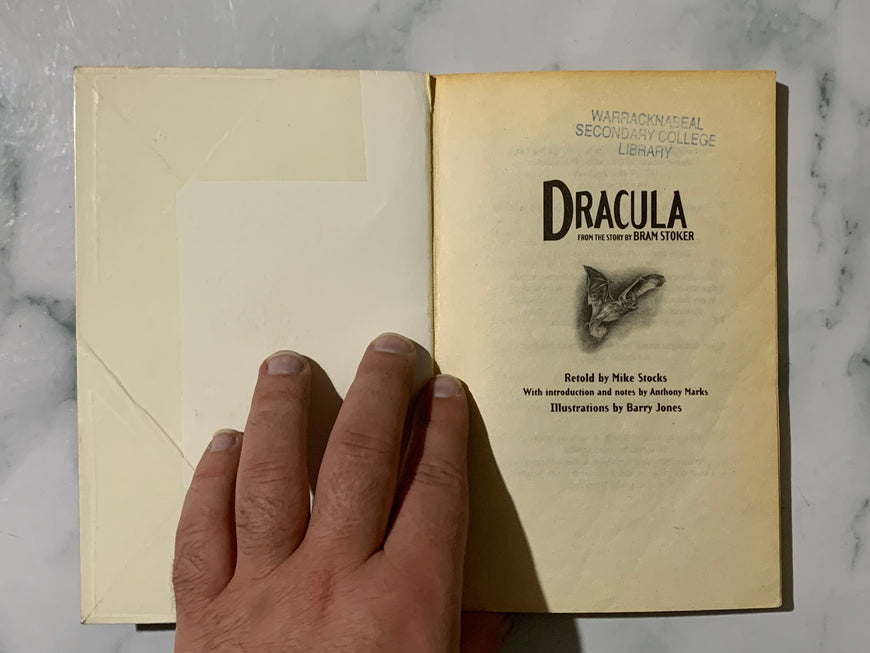 WARRACKNABEAL
SECONDARY COLLEGE
LIBRARY
DRACULA
FROM THE STORY BY BRAM STOKER
Retold by Mike Stocks
With introduction and notes by Anthony Marks
Illustrations by Barry Jones